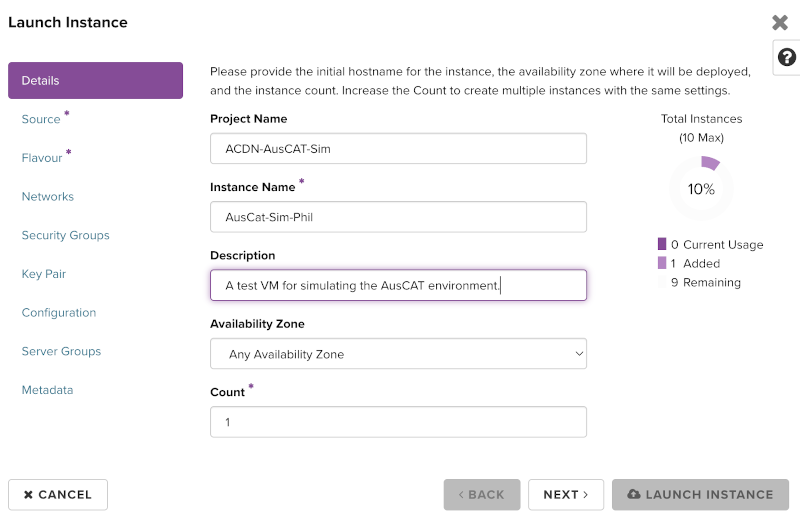 Launch Instance
Details
Source *
Flavour *
Networks
Security Groups
Key Pair
Configuration
Server Groups
Metadata
Please provide the initial hostname for the instance, the availability zone where it will be deployed,
and the instance count. Increase the Count to create multiple instances with the same settings.
Project Name
ACDN-AusCAT-Sim
Instance Name *
AusCat-Sim-Phil
Description
A test VM for simulating the AusCAT environment.
Availability Zone
Any Availability Zone
Count *
1
Total Instances
(10 Max)
10%
0 Current Usage
1 Added
9 Remaining
?
CANCEL
< BACK
NEXT >
LAUNCH INSTANCE